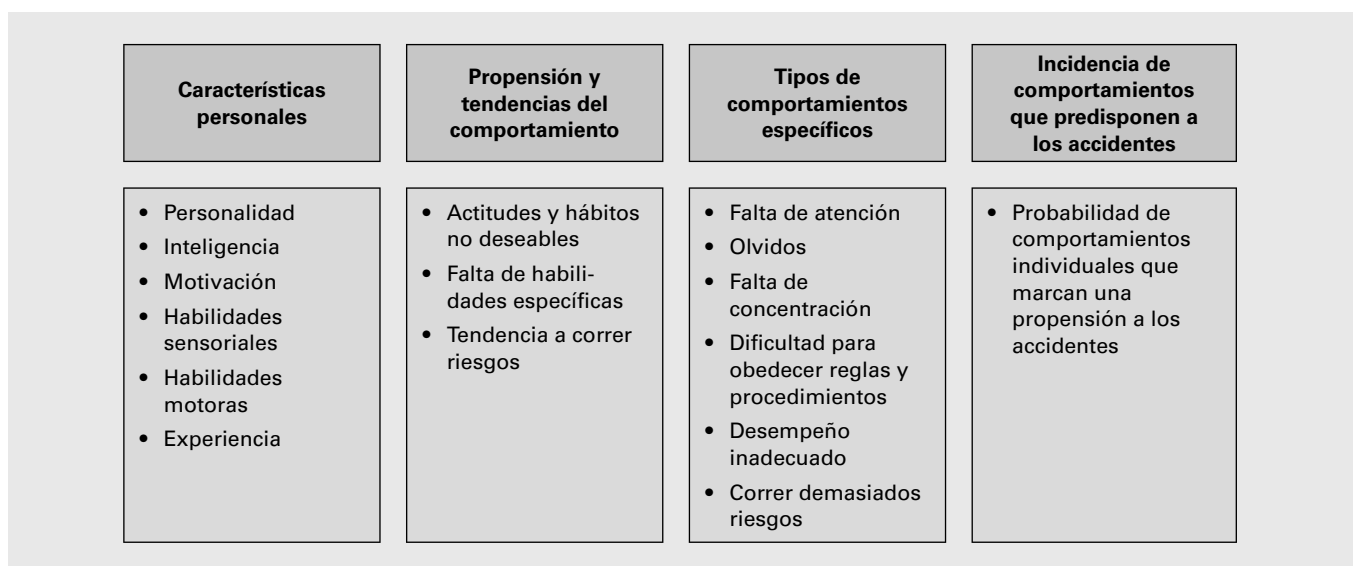 Características
personales
Propensión y
tendencias del
comportamiento
Tipos de
comportamientos
específicos
Incidencia de
comportamientos
que predisponen a
los accidentes
• Personalidad
• Inteligencia
• Motivación
• Habilidades
sensoriales
• Habilidades
motoras
• Experiencia
• Actitudes y hábitos
no deseables
• Falta de habili-
dades específicas
• Tendencia a correr
riesgos
• Falta de atención
• Olvidos
• Falta de
concentración
• Dificultad para
obedecer reglas y
procedimientos
• Desempeño
inadecuado
• Correr demasiados
riesgos
• Probabilidad de
comportamientos
individuales que
marcan una
propensión a los
accidentes